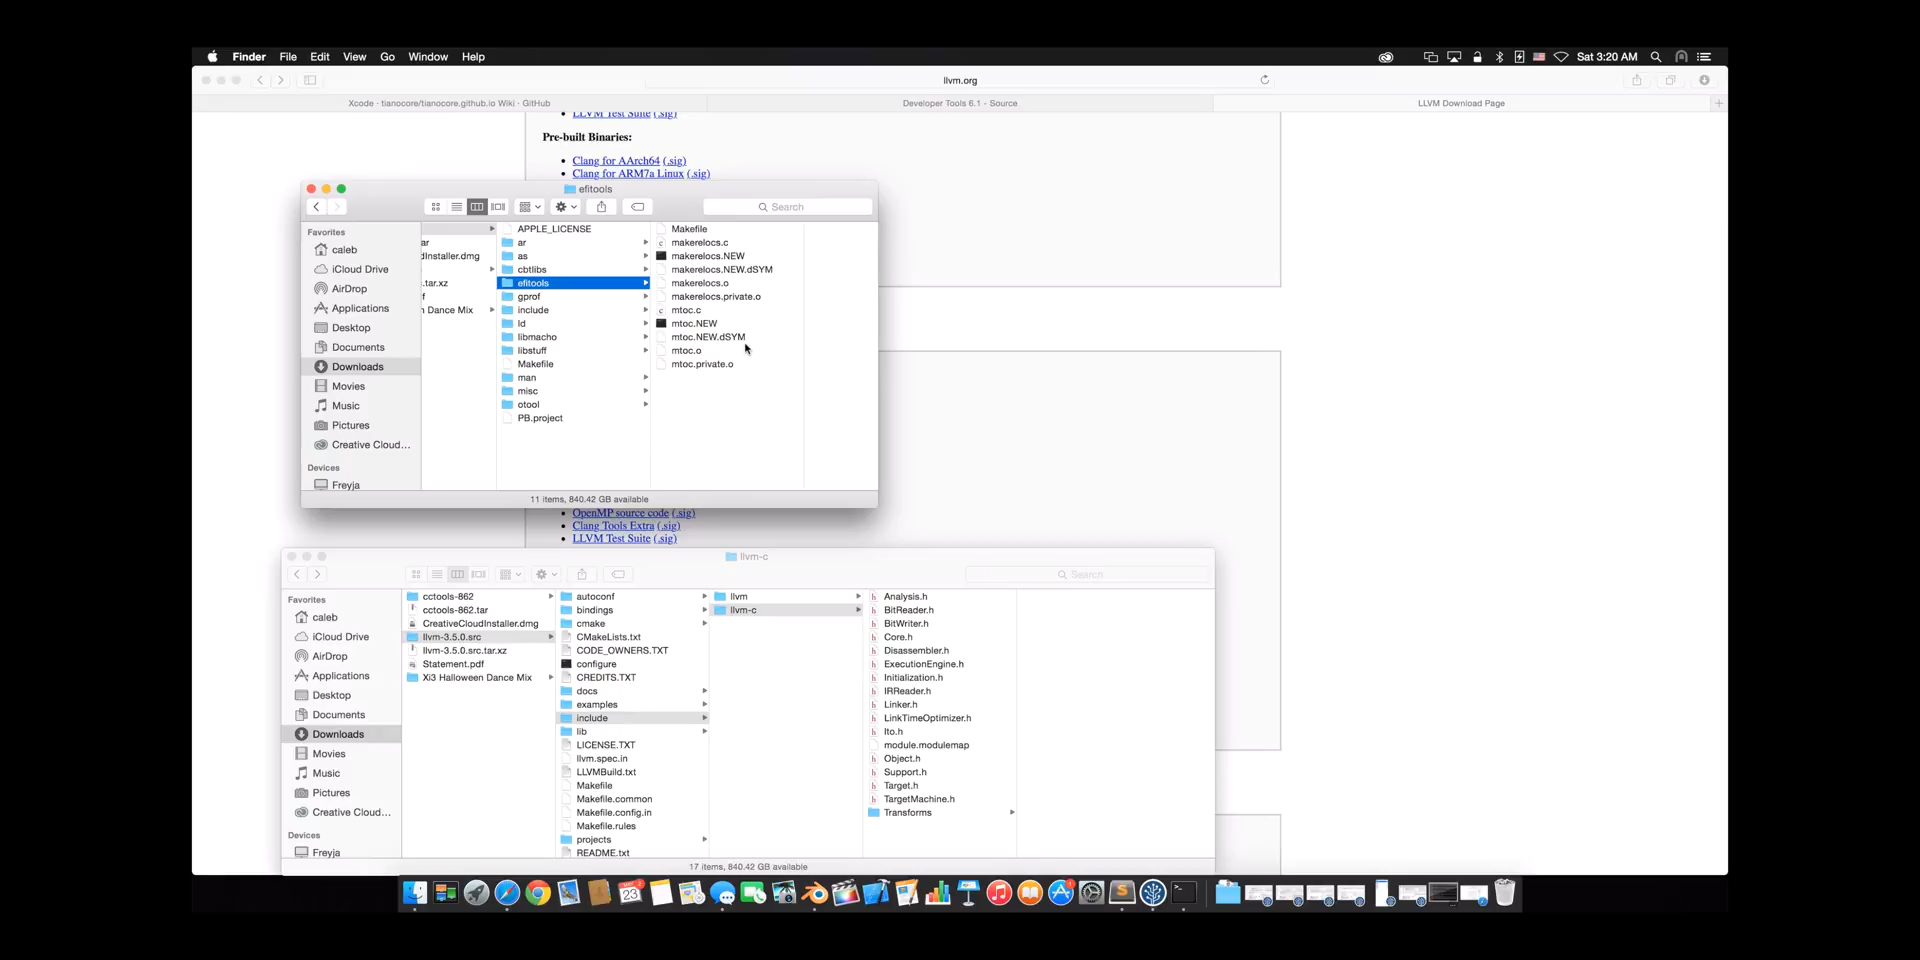 Finder File Edit View Go Window Help
Sat 3:20 AM
llvm.org
Xcode - tianocore/tianocore.github.io Wiki - GitHub
Developer Tools 6.1 - Source
LLVM Download Page
LLVM Test Suite (.sig)
Pre-built Binaries:
Clang for AArch64 (.sig)
Clang for ARM7a Linux (.sig)
efitools
Search
Favorites
caleb
iCloud Drive
AirDrop
Applications
Desktop
Documents
Downloads
Movies
Music
Pictures
Creative Cloud...
Devices
Freyja
ar
dInstaller.dmg
.tar.xz
f
n Dance Mix
APPLE_LICENSE
ar
as
cbtlibs
efitools
gprof
include
ld
libmacho
libstuff
Makefile
man
misc
otool
PB.project
Makefile
makerelocs.c
makerelocs.NEW
makerelocs.NEW.dSYM
makerelocs.o
makerelocs.private.o
mtoc.c
mtoc.NEW
mtoc.NEW.dSYM
mtoc.o
mtoc.private.o
11 items, 840.42 GB available
OpenMP source code (.sig)
Clang Tools Extra (.sig)
LLVM Test Suite (.sig)
llvm-c
Search
Favorites
caleb
iCloud Drive
AirDrop
Applications
Desktop
Documents
Downloads
Movies
Music
Pictures
Creative Cloud...
Devices
Freyja
cctools-862
cctools-862.tar
CreativeCloudInstaller.dmg
llvm-3.5.0.src
llvm-3.5.0.src.tar.xz
Statement.pdf
Xi3 Halloween Dance Mix
autoconf
bindings
cmake
CMakeLists.txt
CODE_OWNERS.TXT
configure
CREDITS.TXT
docs
examples
include
lib
LICENSE.TXT
llvm.spec.in
LLVMBuild.txt
Makefile
Makefile.common
Makefile.config.in
Makefile.rules
projects
README.txt
llvm
llvm-c
Analysis.h
BitReader.h
BitWriter.h
Core.h
Disassembler.h
ExecutionEngine.h
Initialization.h
IRReader.h
Linker.h
LinkTimeOptimizer.h
lto.h
module.modulemap
Object.h
Support.h
Target.h
TargetMachine.h
Transforms
17 items, 840.42 GB available
23